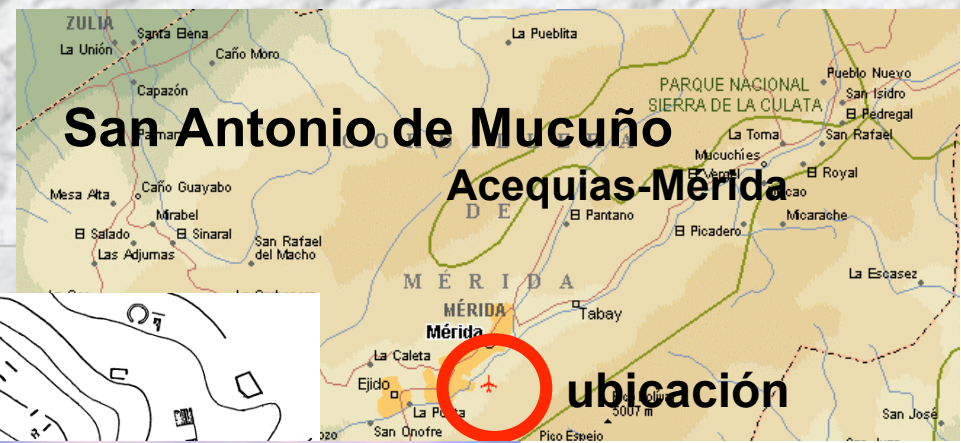 ZULIA
Santa Elena
La Unión
Caño Moro
La Pueblita
Capazón
PARQUE NACIONAL
SIERRA DE LA CULATA
Pueblo Nuevo
San Isidro
El Pedregal
San Rafael
San Antonio de Mucuño
La Toma
Mucuchíes
El Royal
Acequias-Mérida
Mesa Alta
Caño Guayabo
Mirabel
El Salado
El Sinaral
Las Adjuntas
San Rafael
del Macho
DE
El Pantano
Micarache
El Picadero
MÉRIDA
La Escasez
MÉRIDA
Mérida
Tabay
La Caleta
Ejido
ubicación
5007 m
San Onofre
Pico Espejo
San José